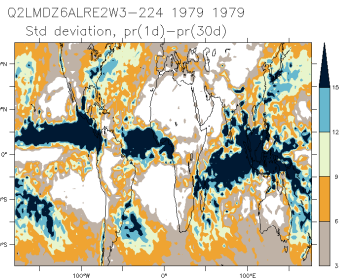 Q2LMDZ6ALRE2W3-224 1979 1979
Std deviation, pr(1d)-pr(30d)
15
12
9
6
3
0°
100°W
0°
100°E